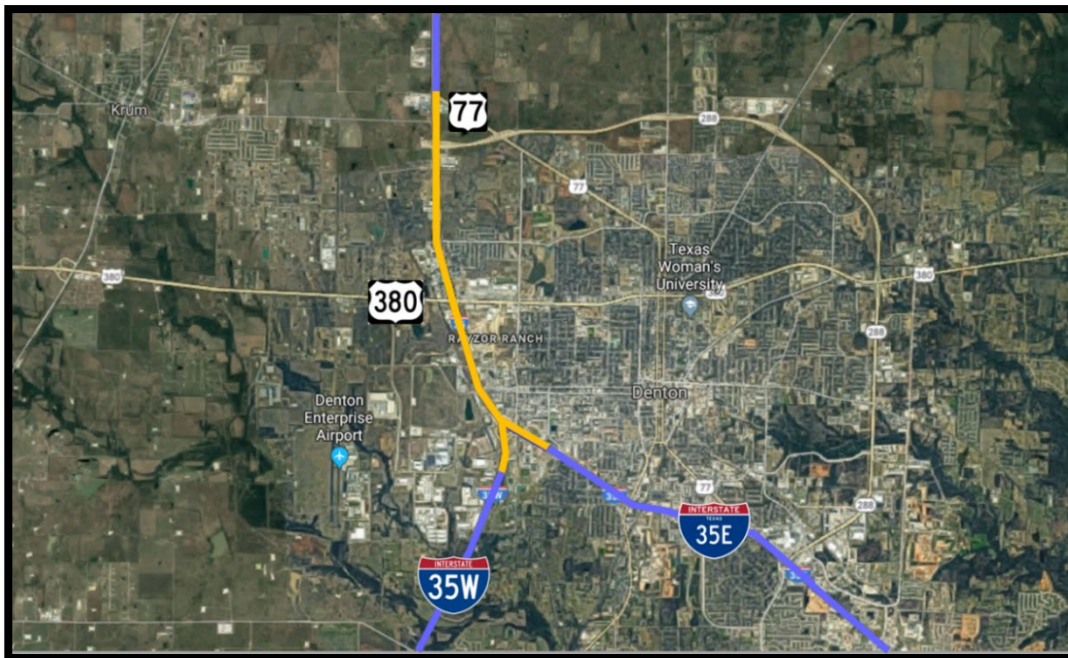 Krum
77
288
77
Texas
Woman's
University
380
380
380
380
288
RAYZOR RANCH
Denton
Enterprise
Airport
Denton
77
288
INTERSTATE
TEXAS
35E
INTERSTATE
35W